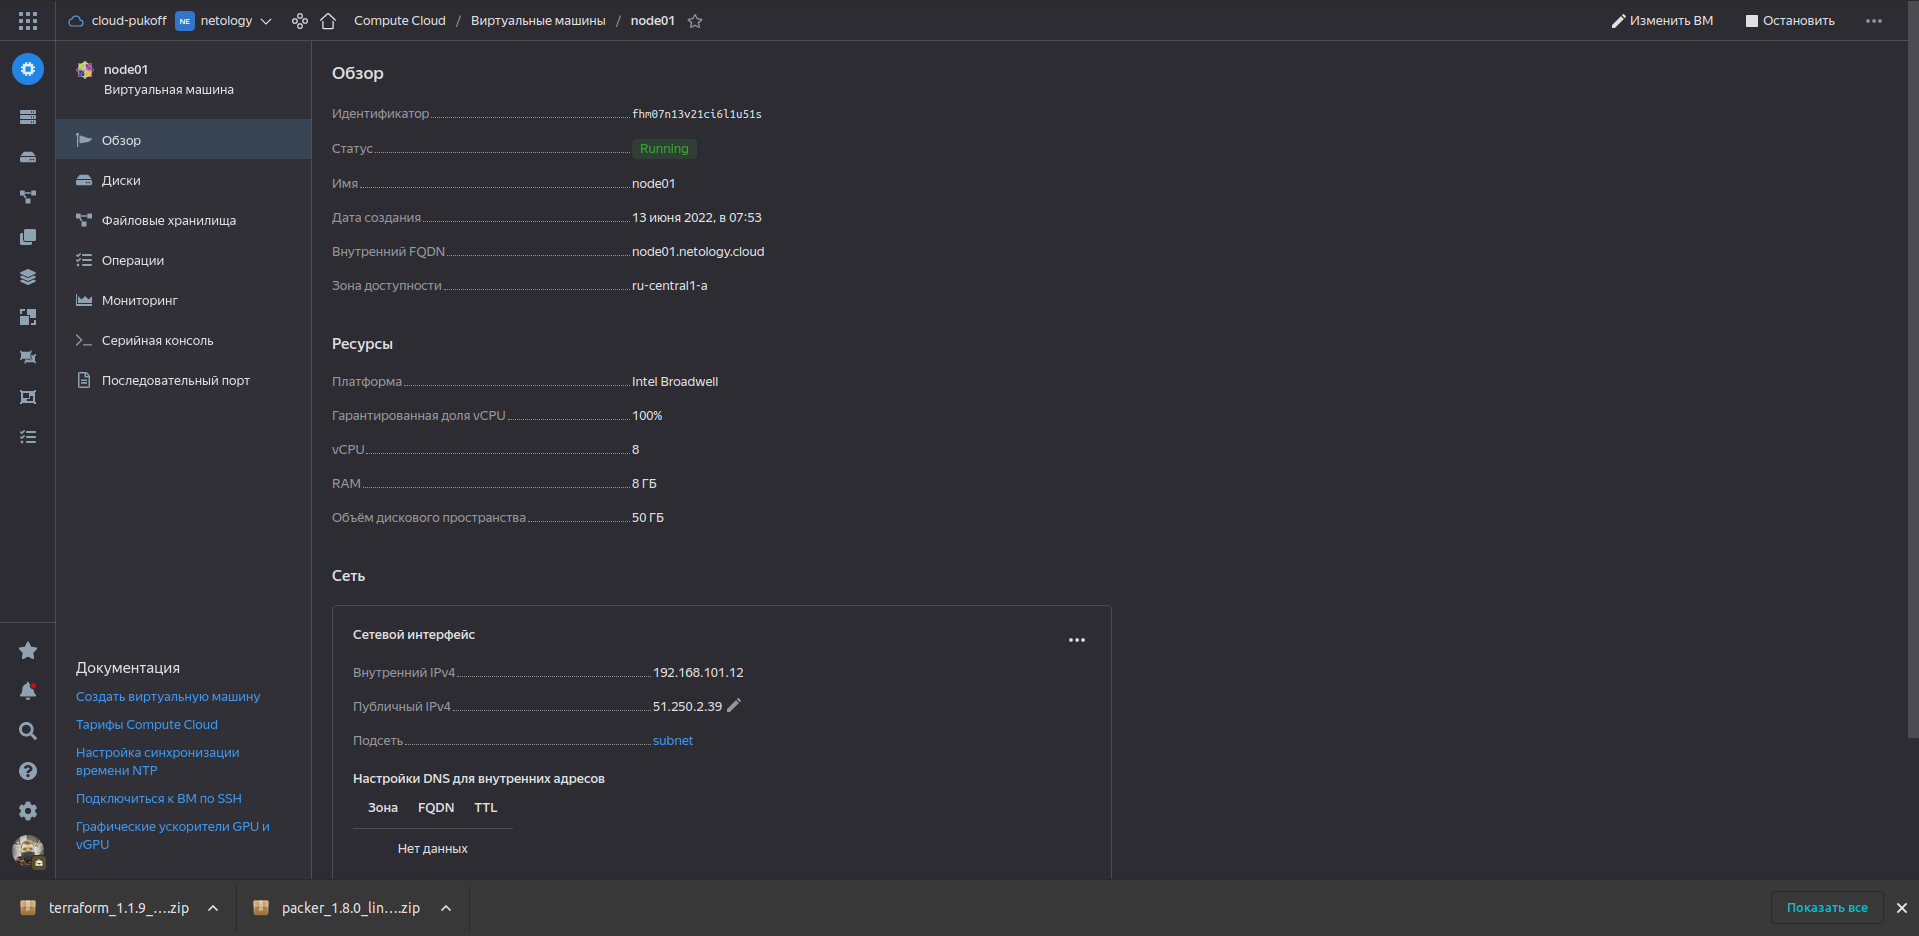 cloud-pukoff NE netology Compute Cloud / Виртуальные машины / node01 Изменить ВМ Остановить
node01
Виртуальная машина
Обзор
Диски
Файловые хранилища
Операции
Мониторинг
Серийная консоль
Последовательный порт
Документация
Создать виртуальную машину
Тарифы Compute Cloud
Настройка синхронизации
времени NTP
Подключиться к ВМ по SSH
Графические ускорители GPU и
vGPU
Обзор
Идентификатор fhm07n13v21ci6l1u51s
Статус Running
Имя node01
Дата создания 13 июня 2022, в 07:53
Внутренний FQDN node01.netology.cloud
Зона доступности ru-central1-a
Ресурсы
Платформа Intel Broadwell
Гарантированная доля vCPU 100%
vCPU 8
RAM 8 ГБ
Объём дискового пространства 50 ГБ
Сеть
Сетевой интерфейс
Внутренний IPv4 192.168.101.12
Публичный IPv4 51.250.2.39
Подсеть subnet
Настройки DNS для внутренних адресов
Зона FQDN TTL
Нет данных
terraform_1.1.9_....zip packer_1.8.0_lin....zip Показать все